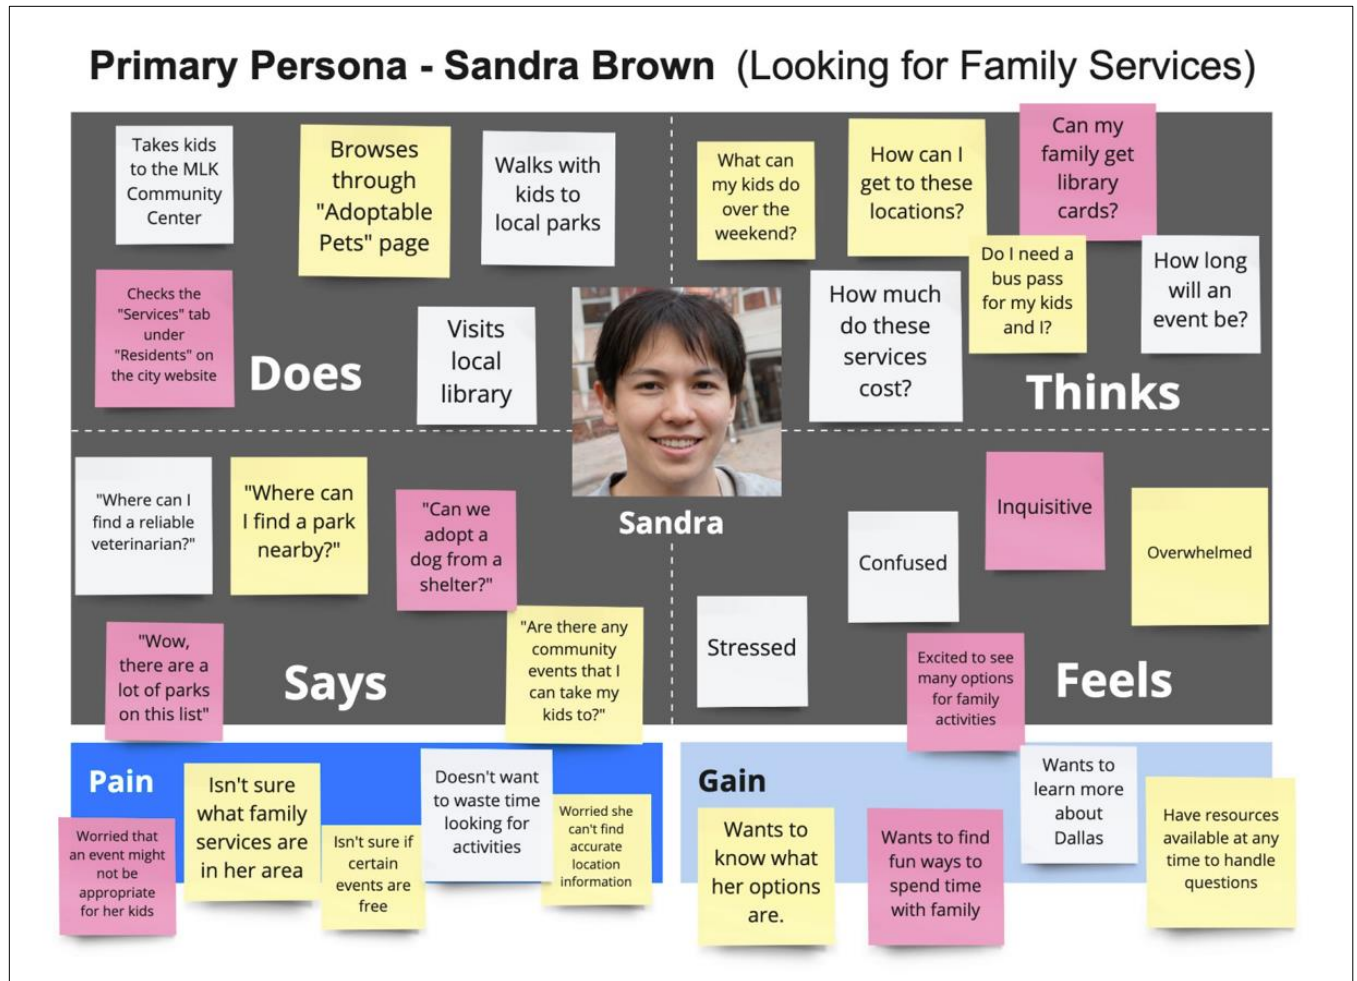 Primary Persona - Sandra Brown (Looking for Family Services)
Takes kids
to the MLK
Community
Center
Browses
through
"Adoptable
Pets" page
Walks with
kids to
local parks
Checks the
"Services" tab
under
"Residents" on
the city website
Visits
local
library
Does
What can
my kids do
over the
weekend?
How can I
get to these
locations?
Can my
family get
library
cards?
How much
do these
services
cost?
Do I need a
bus pass
for my kids
and I?
How long
will an
event be?
Thinks
Sandra
"Where can I
find a reliable
veterinarian?"
"Where can
I find a park
nearby?"
"Can we
adopt a
dog from a
shelter?"
"Wow,
there are a
lot of parks
on this list"
"Are there any
community
events that I
can take my
kids to?"
Says
Stressed
Confused
Inquisitive
Overwhelmed
Excited to see
many options
for family
activities
Feels
Pain
Worried that
an event might
not be
appropriate
for her kids
Isn't sure
what family
services are
in her area
Isn't sure if
certain
events are
free
Doesn't want
to waste time
looking for
activities
Worried she
can't find
accurate
location
information
Gain
Wants to
know what
her options
are.
Wants to find
fun ways to
spend time
with family
Wants to
learn more
about
Dallas
Have resources
available at any
time to handle
questions